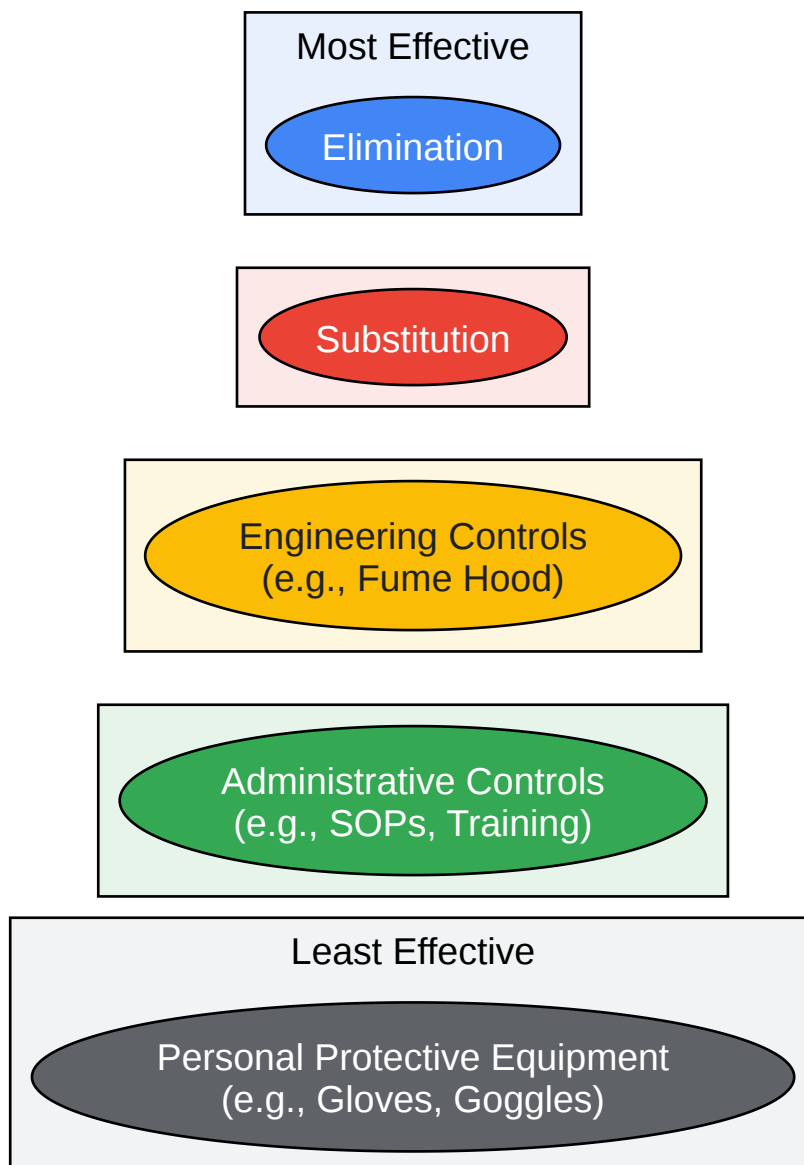 Most Effective
Elimination
Substitution
Engineering Controls
(e.g., Fume Hood)
Administrative Controls
(e.g., SOPs, Training)
Least Effective
Personal Protective Equipment
(e.g., Gloves, Goggles)